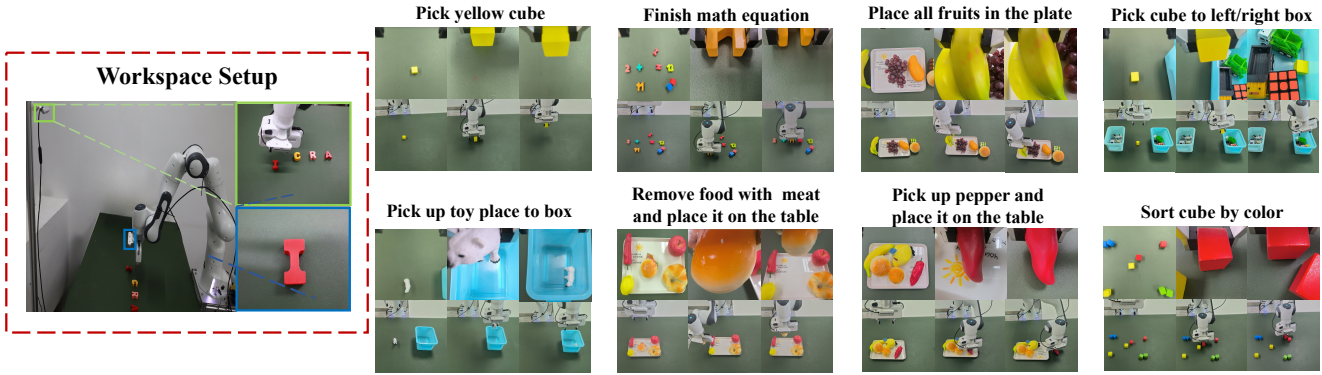 Workspace Setup
Pick yellow cube
Finish math equation
Place all fruits in the plate
Pick cube to left/right box
Pick up toy place to box
Remove food with meat
and place it on the table
Pick up pepper and
place it on the table
Sort cube by color
I C R A